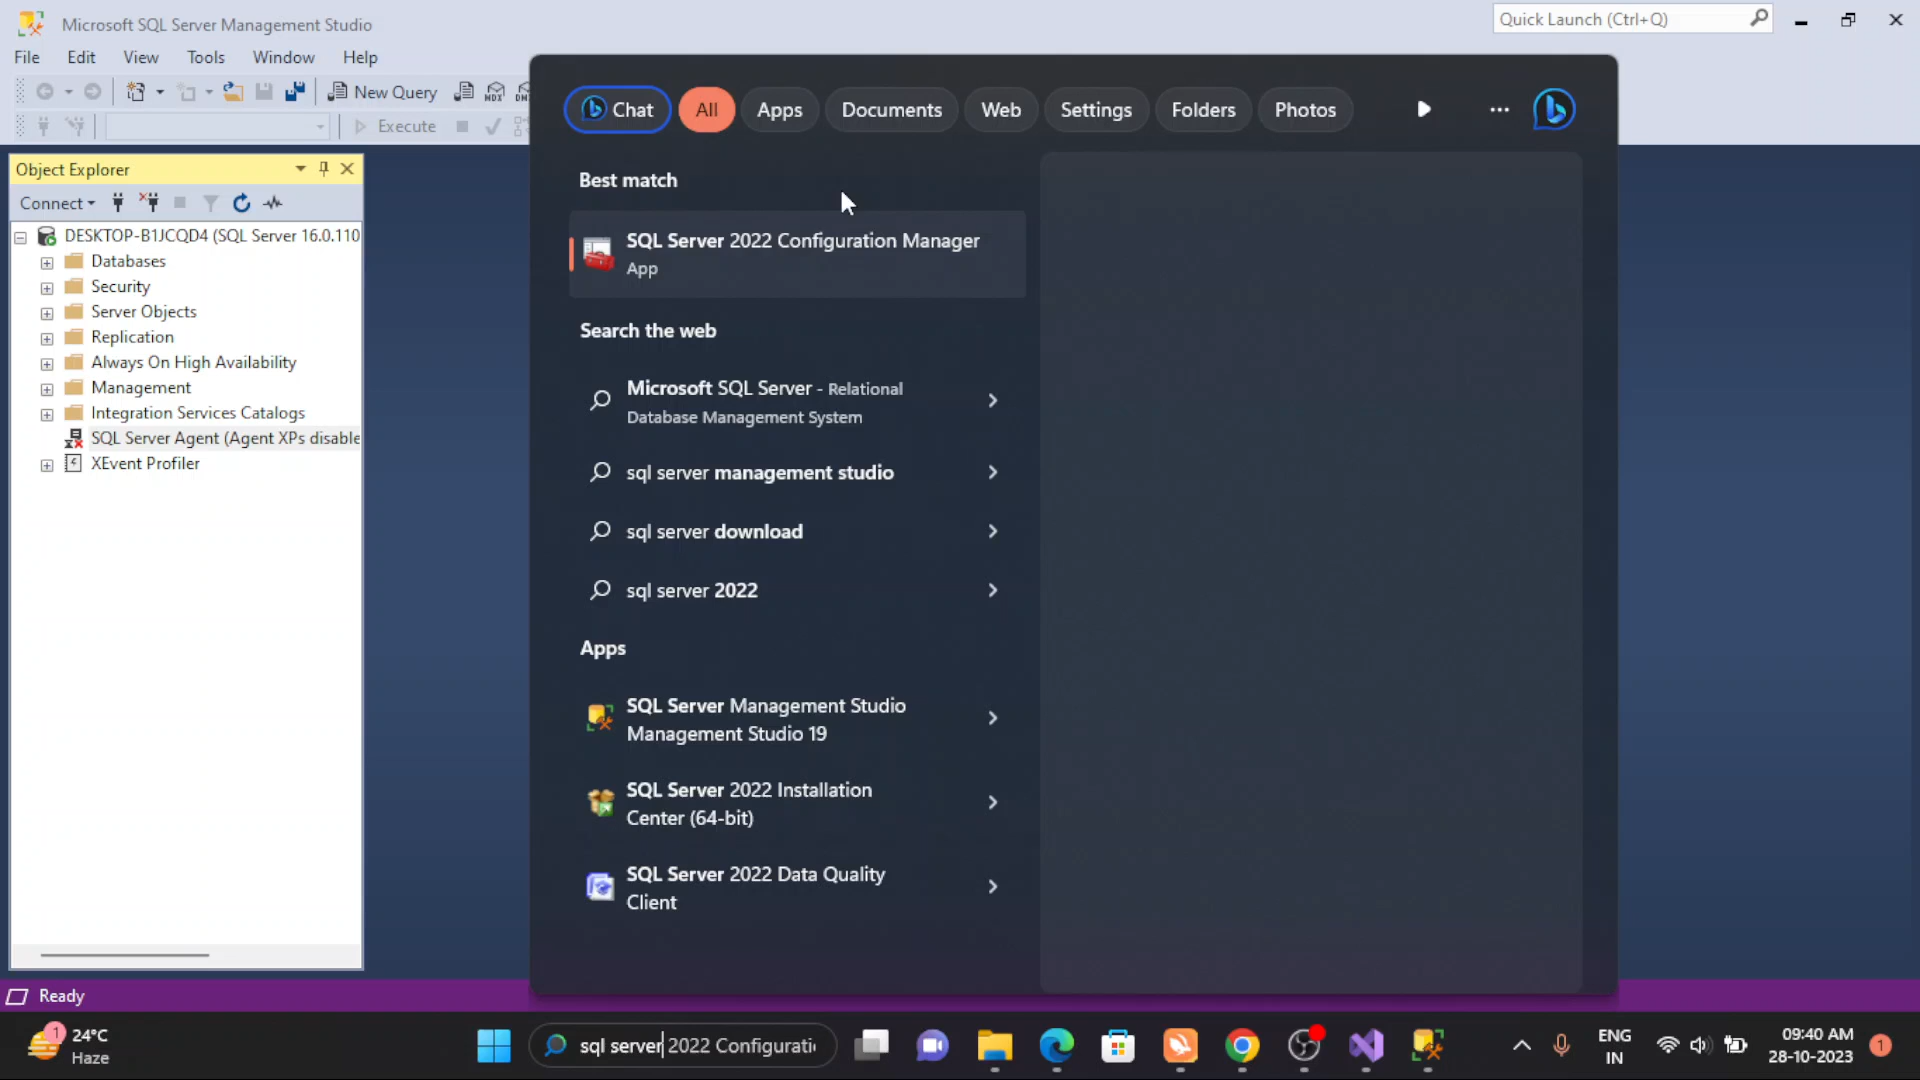 Microsoft SQL Server Management Studio
Quick Launch (Ctrl+Q)
File Edit View Tools Window Help
New Query
Execute
Object Explorer
Connect
DESKTOP-B1JCQD4 (SQL Server 16.0.110
Databases
Security
Server Objects
Replication
Always On High Availability
Management
Integration Services Catalogs
SQL Server Agent (Agent XPs disable
XEvent Profiler
Ready
Chat All Apps Documents Web Settings Folders Photos
Best match
SQL Server 2022 Configuration Manager
App
Search the web
Microsoft SQL Server - Relational
Database Management System
sql server management studio
sql server download
sql server 2022
Apps
SQL Server Management Studio
Management Studio 19
SQL Server 2022 Installation
Center (64-bit)
SQL Server 2022 Data Quality
Client
1
24°C
Haze
sql server 2022 Configurati
ENG
IN
09:40 AM
28-10-2023
1